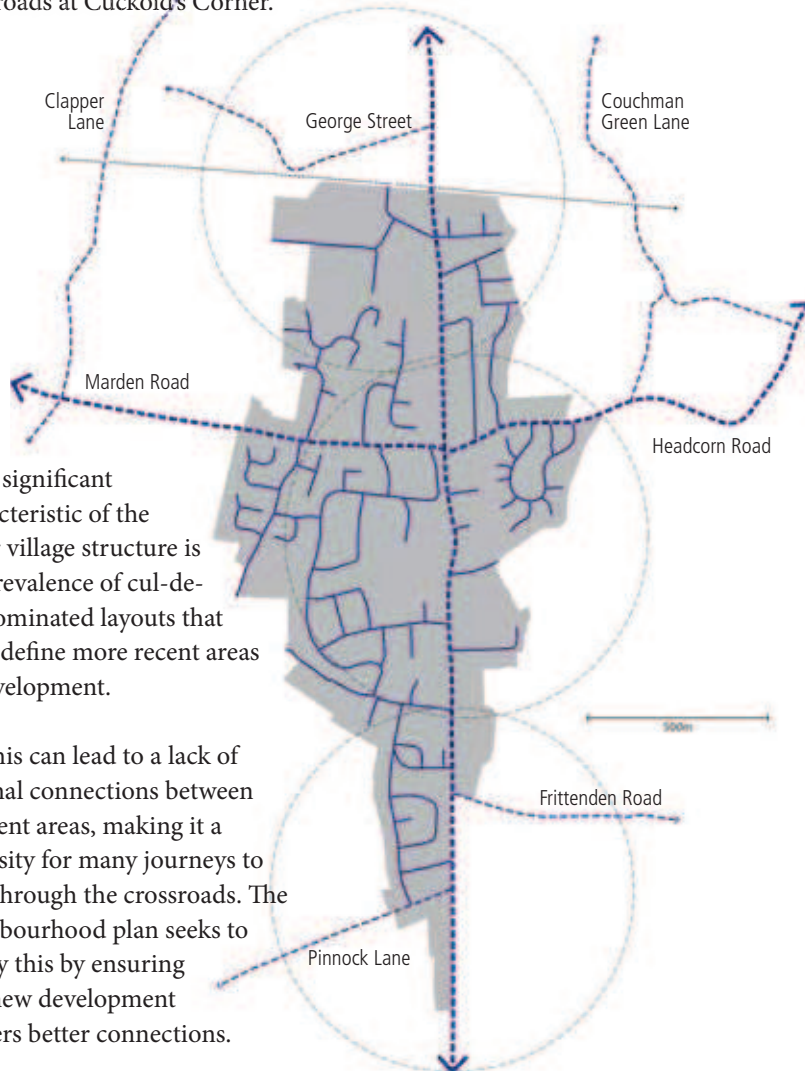 roads at Cuckold's Corner.
Clapper
Lane
George Street
Couchman
Green Lane
Marden Road
Headcorn Road
significant
cteristic of the
village structure is
revalence of cul-de-
ominated layouts that
define more recent areas
velopment.
500m
his can lead to a lack of
nal connections between
ent areas, making it a
sity for many journeys to
through the crossroads. The
bourhood plan seeks to
y this by ensuring
new development
ers better connections.
Frittenden Road
Pinnock Lane